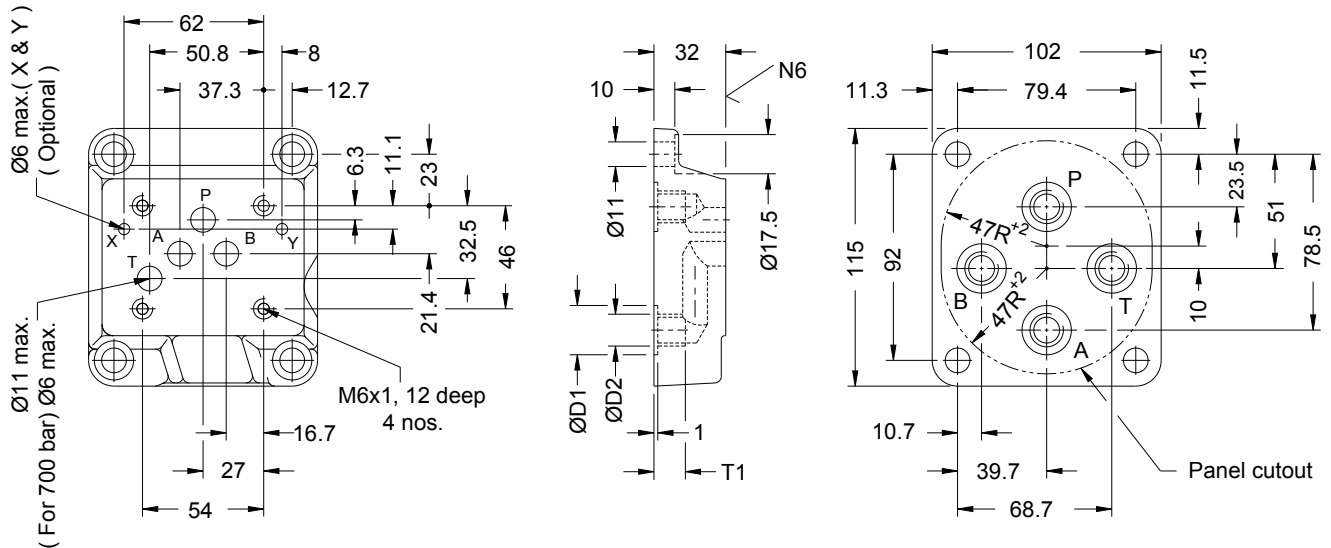 Ø6 max.( X & Y )
( Optional )
62
50.8
8
37.3
12.7
6.3
11.1
23
32.5
46
21.4
P
X
A
B
Y
T
Ø11 max.
( For 700 bar) Ø6 max.
M6x1, 12 deep
4 nos.
16.7
27
54
32
N6
10
Ø11
Ø17.5
ØD1
ØD2
1
T1
102
11.5
11.3
79.4
115
92
23.5
51
78.5
10
P
47R+2
B
T
47R+2
A
10.7
39.7
68.7
Panel cutout